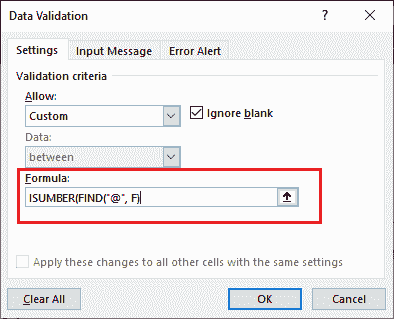 Data Validation ? ×
Settings Input Message Error Alert
Validation criteria
Allow:
Custom Ignore blank
Data:
between
Formula:
ISUMBER(FIND("@", F)
Apply these changes to all other cells with the same settings
Clear All OK Cancel